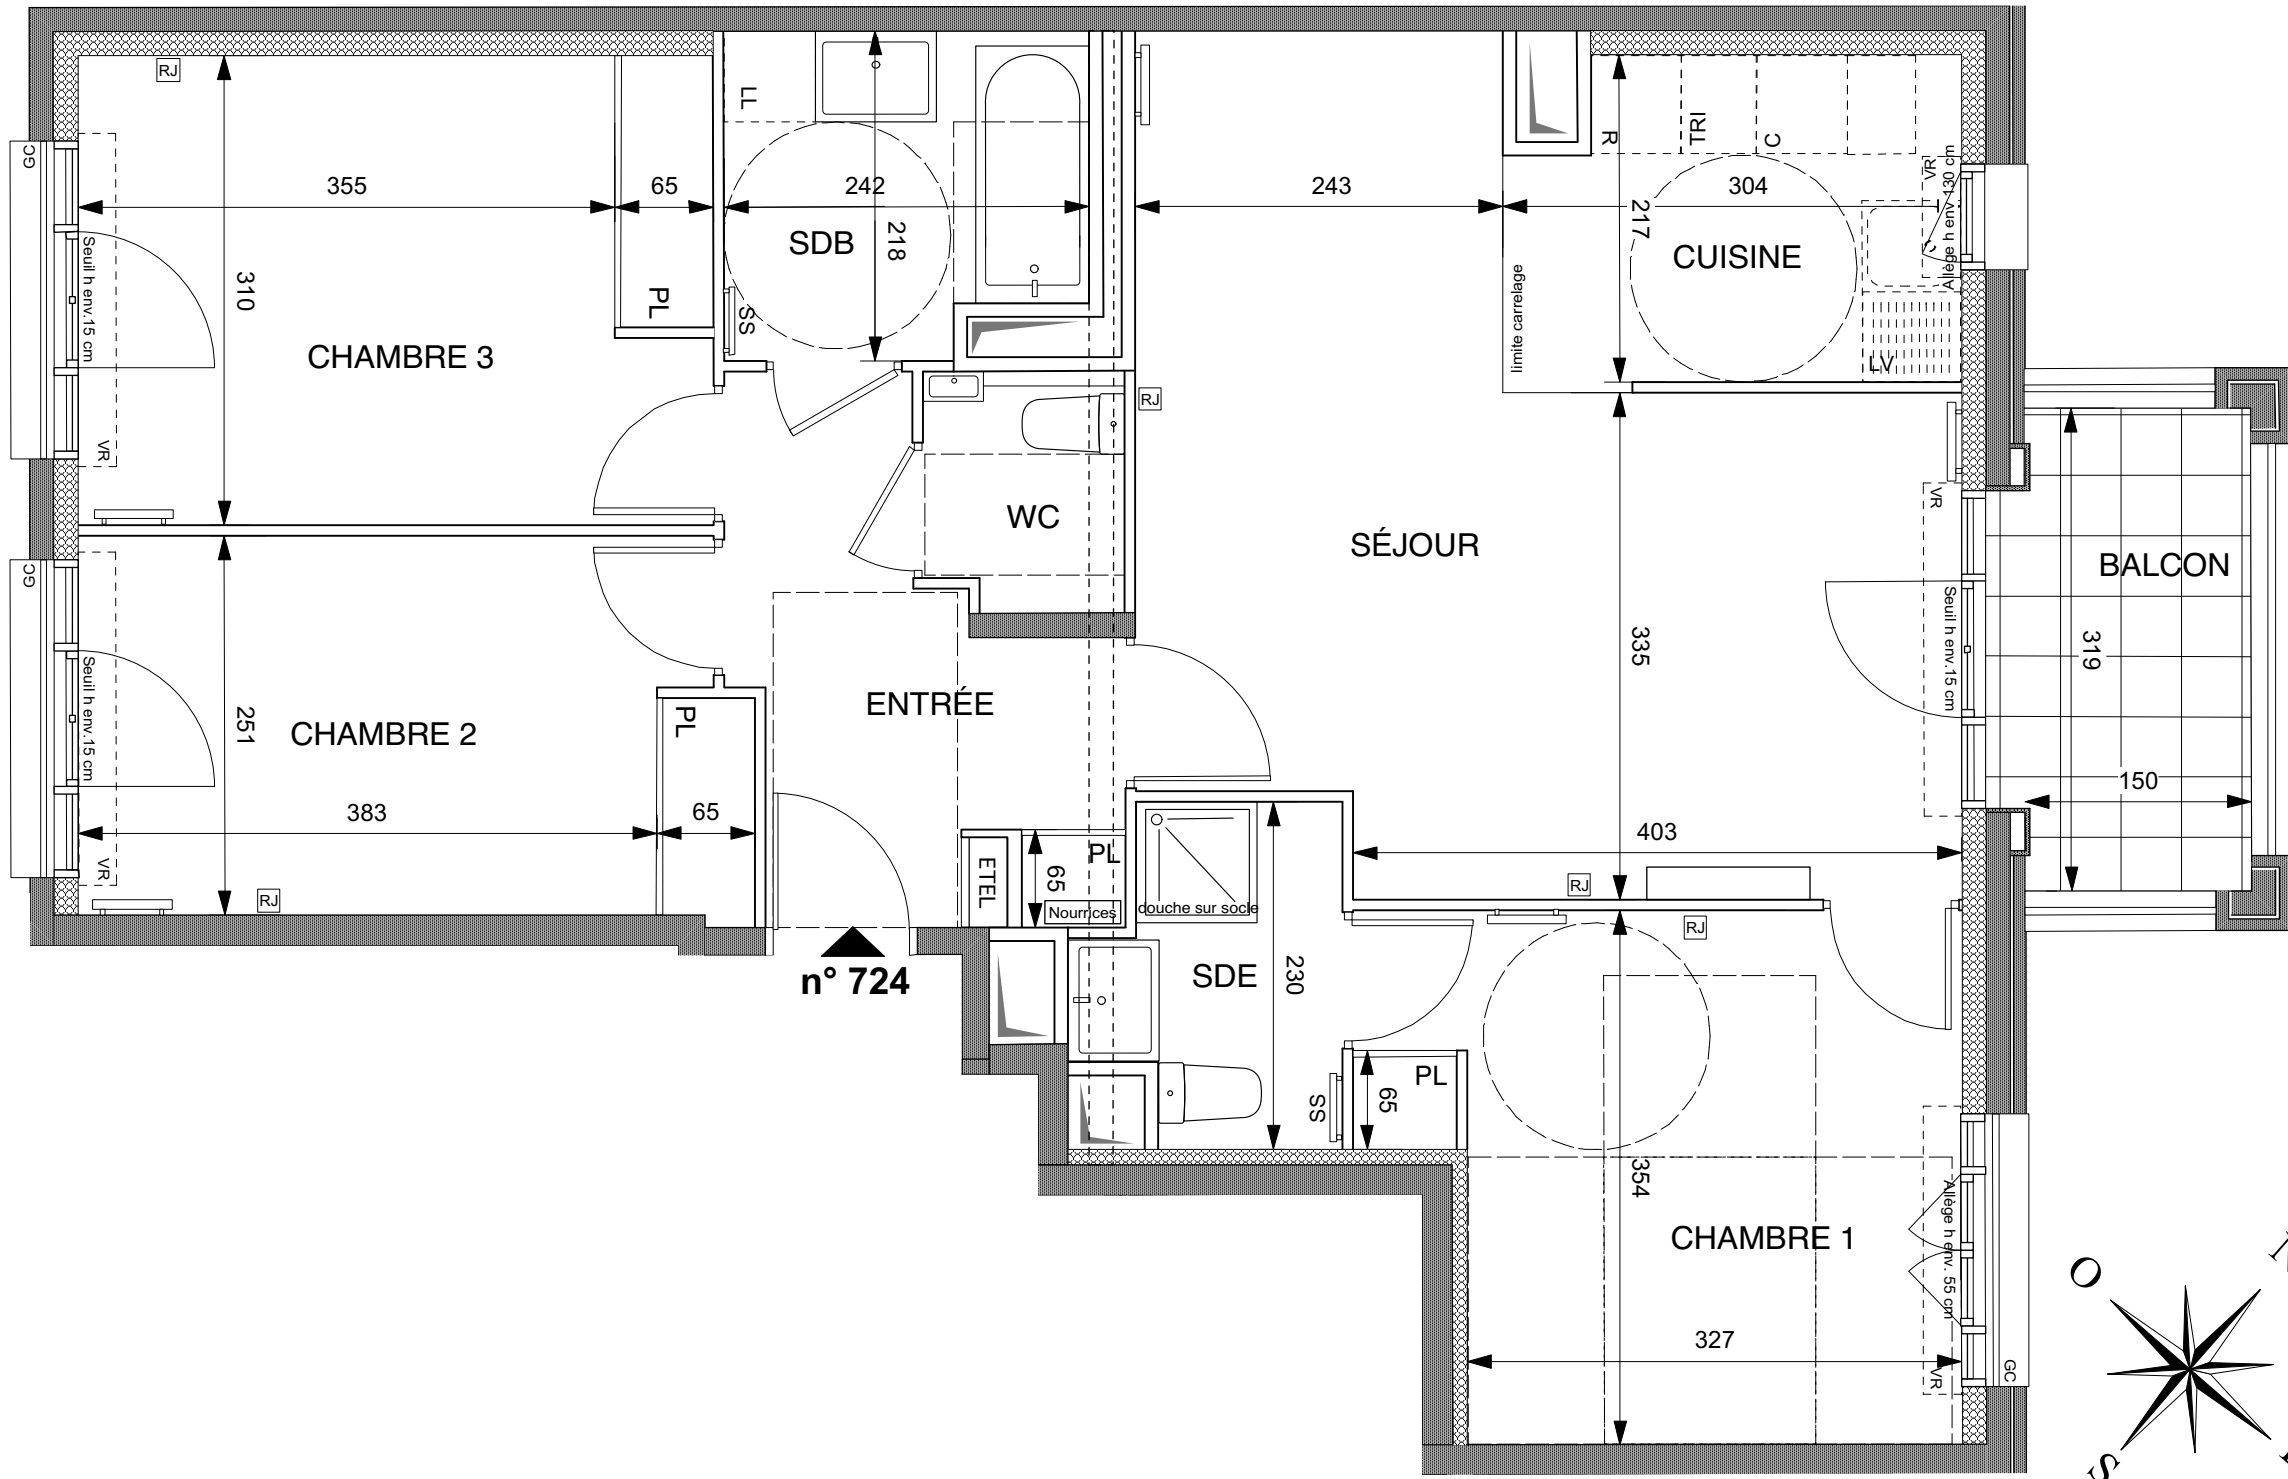 RJ
GC
355
65
LL
242
218
SDB
310
PL
SS
CHAMBRE 3
Seuil h env.15 cm
VR
243
R
TRI
C
304
217
CUISINE
VR
Allège h env 130 cm
limite carrelage
LV
RJ
WC
SÉJOUR
VR
BALCON
319
150
Seuil h env.15 cm
335
403
GC
Seuil h env.15 cm
251
CHAMBRE 2
PL
383
65
VR
RJ
ENTRÉE
ETEL
65
PL
Nourrices
douche sur socle
n° 724
RJ
RJ
SDE
230
SS
65
PL
354
CHAMBRE 1
Allège h env. 55 cm
327
VR
GC
O
S